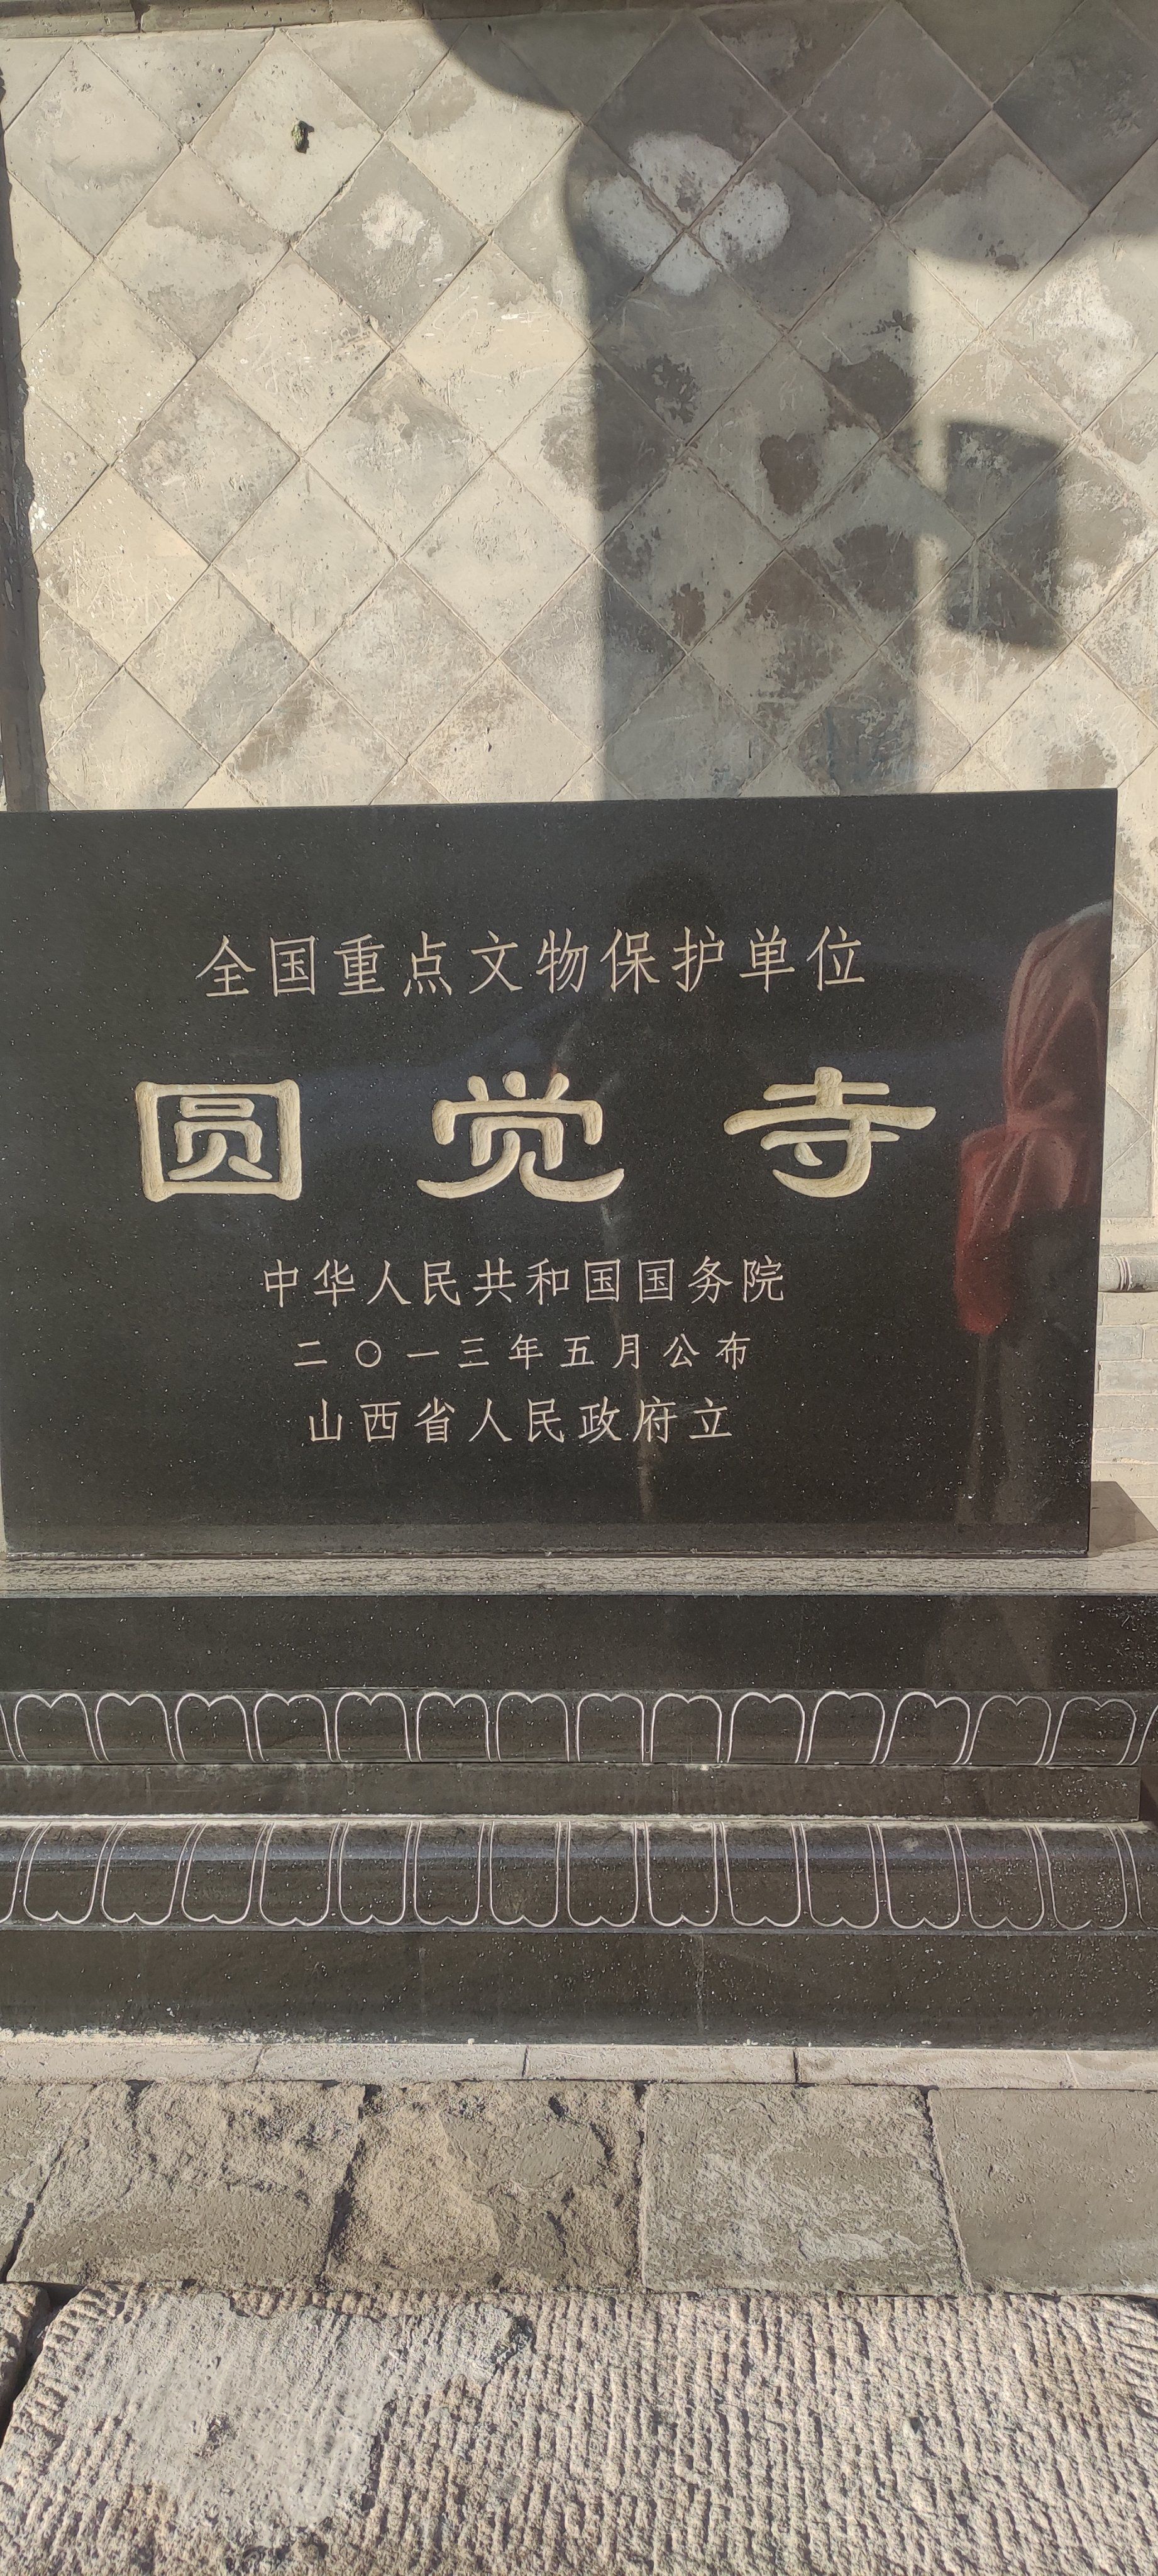 全国重点文物保护单位
圆觉寺
中华人民共和国国务院
二〇一三年五月公布
山西省人民政府立